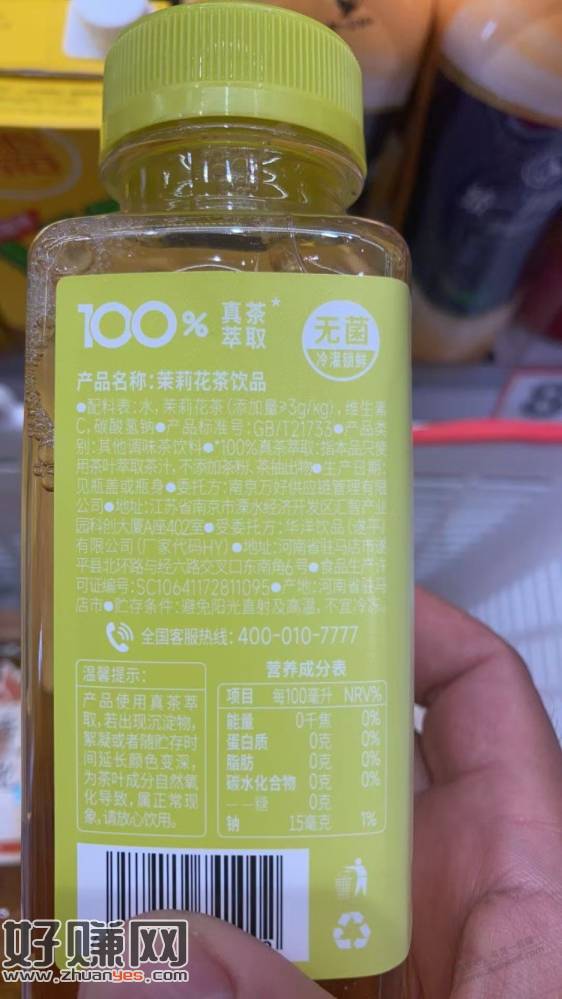 100% 真茶萃取*
无菌
冷灌锁鲜
产品名称:茉莉花茶饮品
●配料表:水,茉莉花茶(添加量≥3g/kg),维生素
C,碳酸氢钠●产品标准号:GB/T21733●产品类
别:其他调味茶饮料●*100%真茶萃取:指本品只使
用茶叶萃取茶汁,不添加茶粉、茶抽出物●生产日期:
见瓶盖或瓶身●委托方:南京万好供应链管理有限
公司●地址:江苏省南京市溧水经济开发区汇智产业
园科创大厦A座402室●受委托方:华洋饮品(遂平)
有限公司(厂家代码HY)●地址:河南省驻马店市遂
平县北环路与经六路交叉口东南角6号●食品生产许
可证编号:SC10641172811095●产地:河南省驻马
店市●贮存条件:避免阳光直射及高温,不宜冷冻。
全国客服热线:400-010-7777
温馨提示:
产品使用真茶萃
取,若出现沉淀物,
絮凝或者随贮存时
间延长颜色变深,
为茶叶成分自然氧
化导致,属正常现
象,请放心饮用。
营养成分表
项目 每100毫升 NRV%
能量 0千焦 0%
蛋白质 0克 0%
脂肪 0克 0%
碳水化合物 0克 0%
——糖 0克
钠 15毫克 1%
好赚网
www.zhuanyes.com